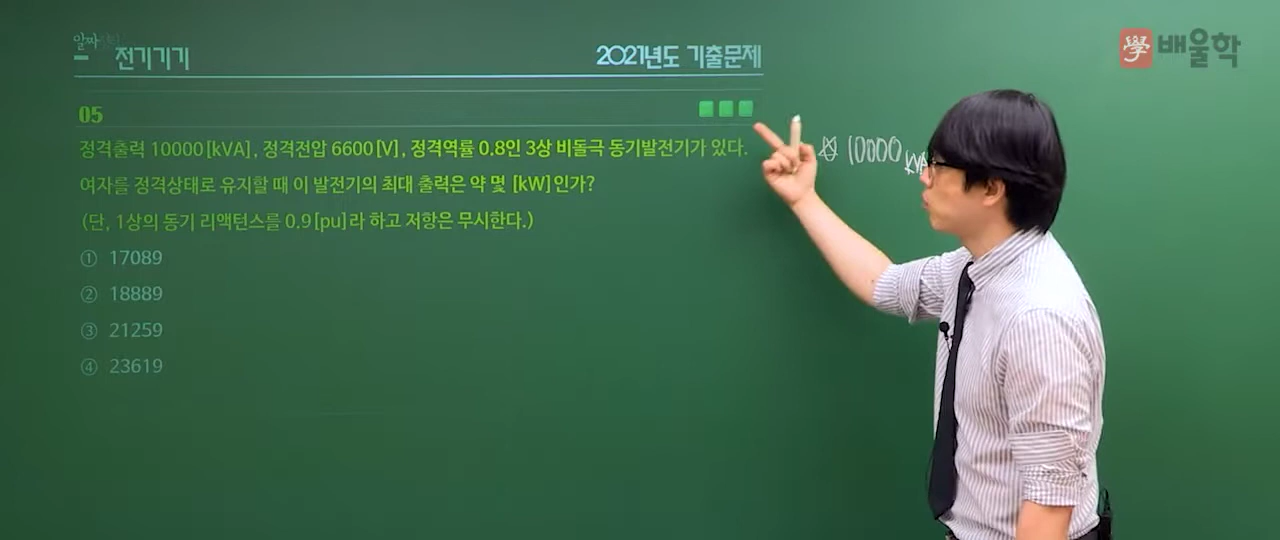 알짜
전기기기
2021년도 기출문제
學 배울학
05
정격출력 10000[kVA], 정격전압 6600[V], 정격역률 0.8인 3상 비돌극 동기발전기가 있다.
여자를 정격상태로 유지할 때 이 발전기의 최대 출력은 약 몇 [kW]인가?
(단, 1상의 동기 리액턴스를 0.9[pu]라 하고 저항은 무시한다.)
① 17089
② 18889
③ 21259
④ 23619
10000 kVA